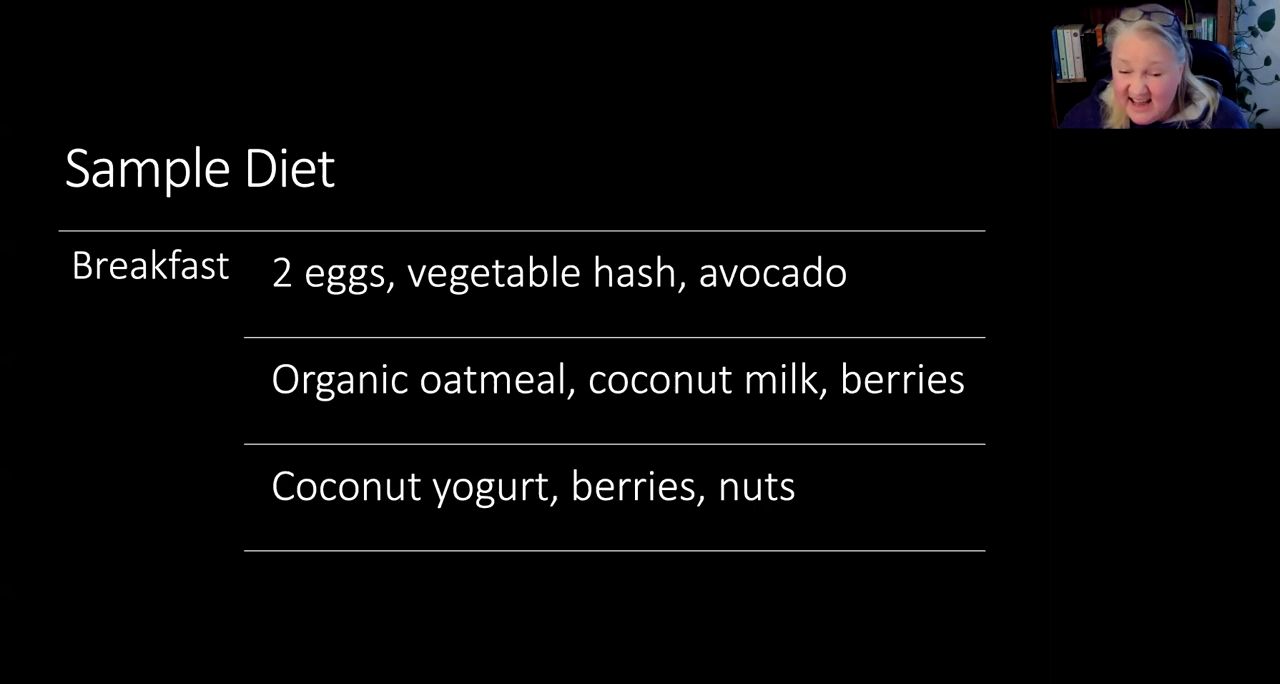 Sample Diet
Breakfast
2 eggs, vegetable hash, avocado
Organic oatmeal, coconut milk, berries
Coconut yogurt, berries, nuts